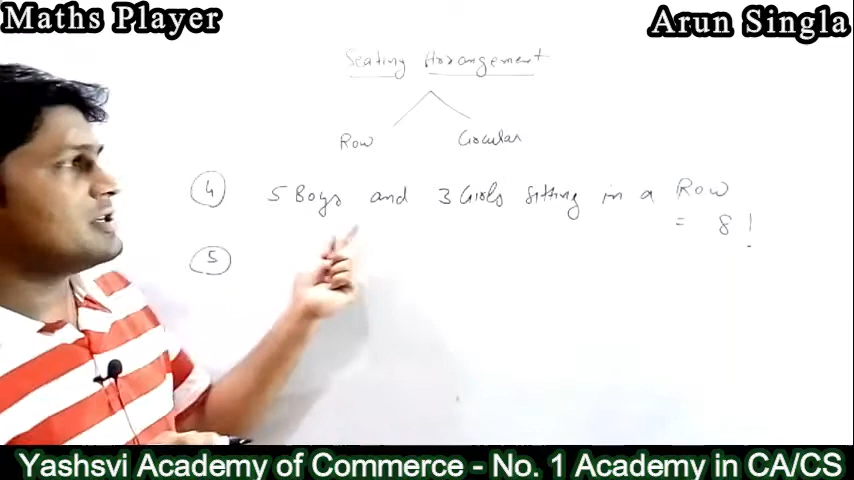 Maths Player
Arun Singla
Seating Arrangement
Row
Circular
4
5 Boys and 3 Girls Sitting in a Row
= 8!
5
Yashsvi Academy of Commerce - No. 1 Academy in CA/CS